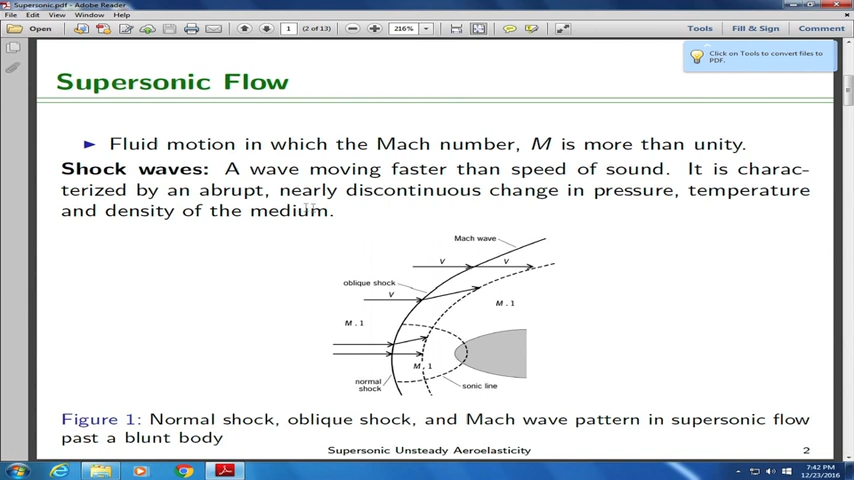 Supersonic.pdf - Adobe Reader
File Edit View Window Help
Open 1 (2 of 13) 216% Tools Fill & Sign Comment
Click on Tools to convert files to
PDF.
Supersonic Flow
Fluid motion in which the Mach number, M is more than unity.
Shock waves: A wave moving faster than speed of sound. It is charac-
terized by an abrupt, nearly discontinuous change in pressure, temperature
and density of the medium.
Mach wave
V V
oblique shock
V
M . 1
M . 1
M , 1
normal
shock
sonic line
Figure 1: Normal shock, oblique shock, and Mach wave pattern in supersonic flow
past a blunt body
Supersonic Unsteady Aeroelasticity 2
7:42 PM
12/23/2016